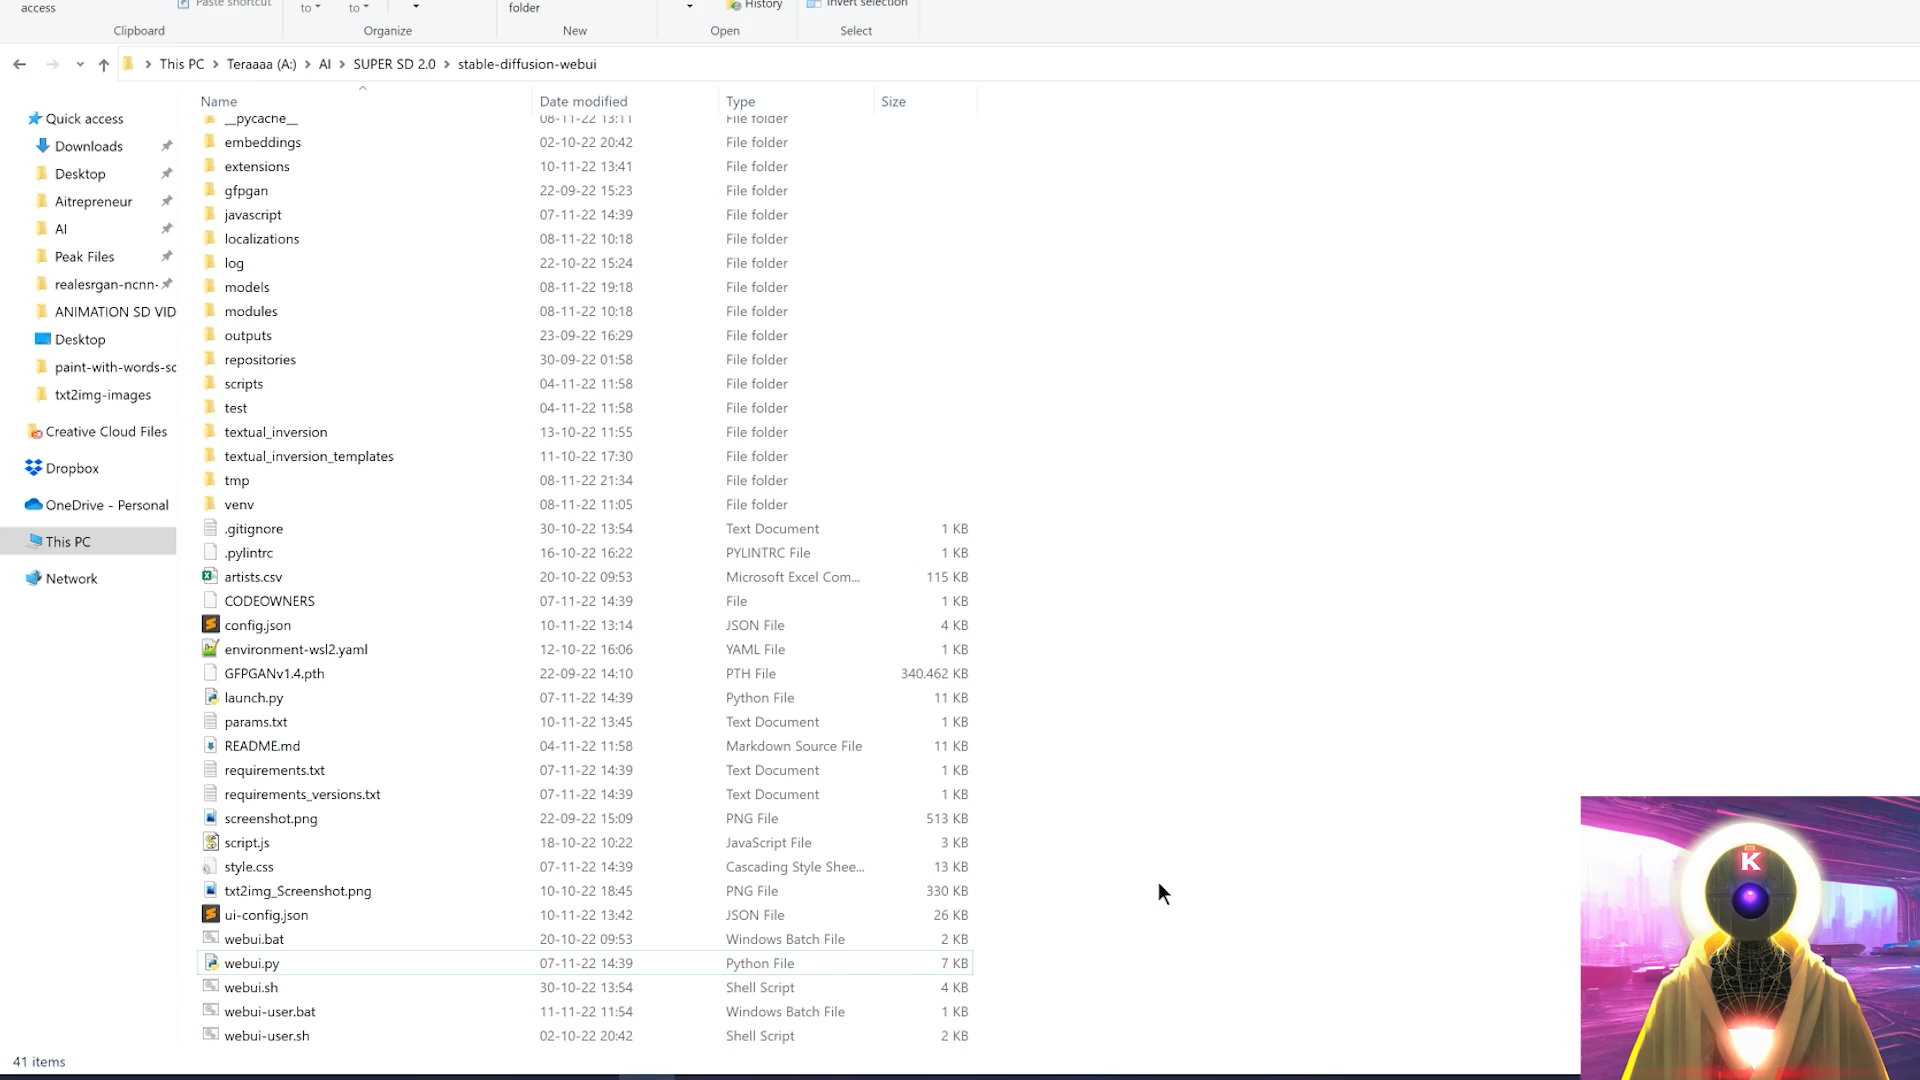 access
Paste shortcut
to
to
folder
History
Invert selection
Clipboard
Organize
New
Open
Select
This PC > Teraaaa (A:) > AI > SUPER SD 2.0 > stable-diffusion-webui
Name Date modified Type Size
Quick access
Downloads
Desktop
Aitrepreneur
AI
Peak Files
realesrgan-ncnn-
ANIMATION SD VID
Desktop
paint-with-words-sd
txt2img-images
Creative Cloud Files
Dropbox
OneDrive - Personal
This PC
Network
__pycache__ 08-11-22 13:11 File folder
embeddings 02-10-22 20:42 File folder
extensions 10-11-22 13:41 File folder
gfpgan 22-09-22 15:23 File folder
javascript 07-11-22 14:39 File folder
localizations 08-11-22 10:18 File folder
log 22-10-22 15:24 File folder
models 08-11-22 19:18 File folder
modules 08-11-22 10:18 File folder
outputs 23-09-22 16:29 File folder
repositories 30-09-22 01:58 File folder
scripts 04-11-22 11:58 File folder
test 04-11-22 11:58 File folder
textual_inversion 13-10-22 11:55 File folder
textual_inversion_templates 11-10-22 17:30 File folder
tmp 08-11-22 21:34 File folder
venv 08-11-22 11:05 File folder
.gitignore 30-10-22 13:54 Text Document 1 KB
.pylintrc 16-10-22 16:22 PYLINTRC File 1 KB
artists.csv 20-10-22 09:53 Microsoft Excel Com... 115 KB
CODEOWNERS 07-11-22 14:39 File 1 KB
config.json 10-11-22 13:14 JSON File 4 KB
environment-wsl2.yaml 12-10-22 16:06 YAML File 1 KB
GFPGANv1.4.pth 22-09-22 14:10 PTH File 340.462 KB
launch.py 07-11-22 14:39 Python File 11 KB
params.txt 10-11-22 13:45 Text Document 1 KB
README.md 04-11-22 11:58 Markdown Source File 11 KB
requirements.txt 07-11-22 14:39 Text Document 1 KB
requirements_versions.txt 07-11-22 14:39 Text Document 1 KB
screenshot.png 22-09-22 15:09 PNG File 513 KB
script.js 18-10-22 10:22 JavaScript File 3 KB
style.css 07-11-22 14:39 Cascading Style Shee... 13 KB
txt2img_Screenshot.png 10-10-22 18:45 PNG File 330 KB
ui-config.json 10-11-22 13:42 JSON File 26 KB
webui.bat 20-10-22 09:53 Windows Batch File 2 KB
webui.py 07-11-22 14:39 Python File 7 KB
webui.sh 30-10-22 13:54 Shell Script 4 KB
webui-user.bat 11-11-22 11:54 Windows Batch File 1 KB
webui-user.sh 02-10-22 20:42 Shell Script 2 KB
41 items
K